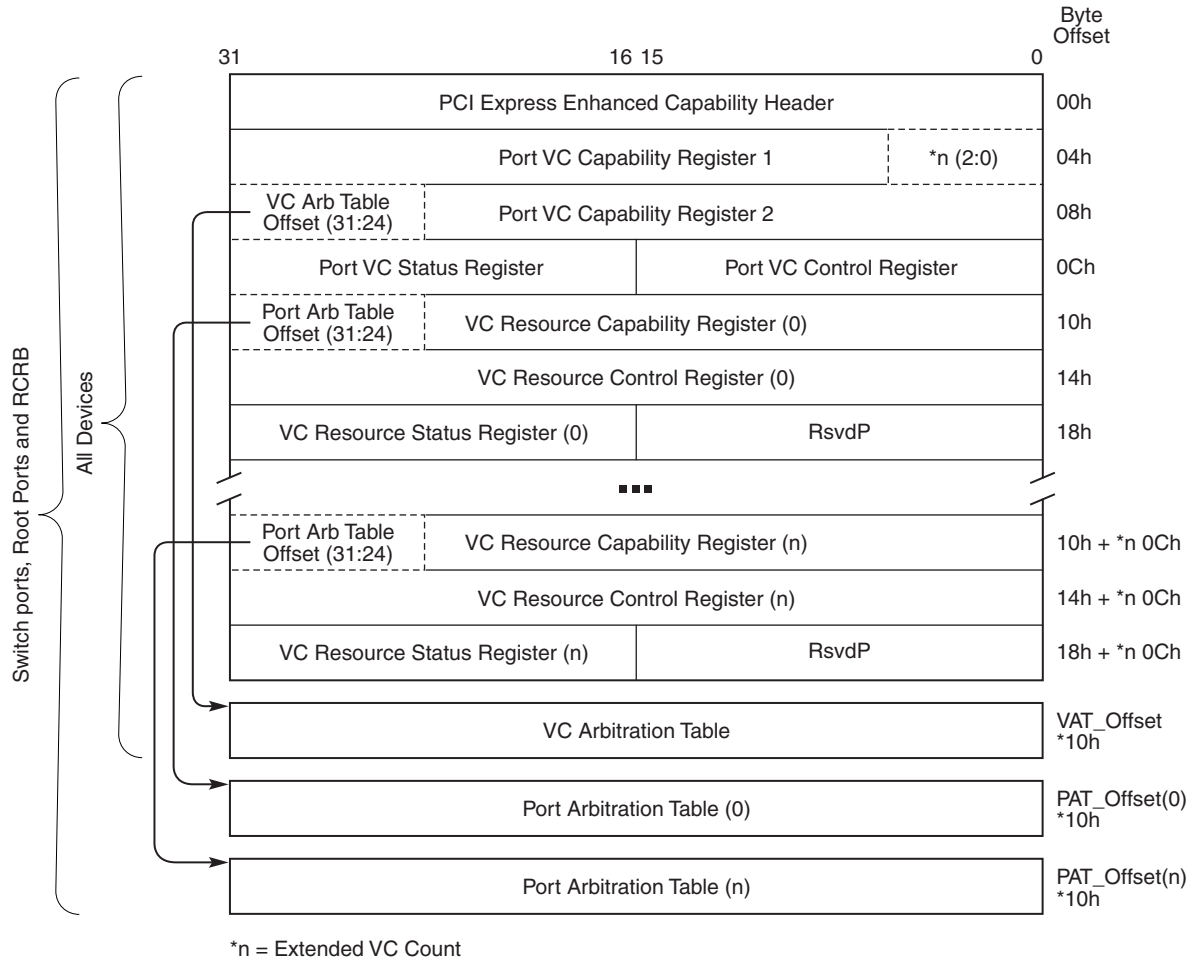 Byte
Offset
31 16 15 0
PCI Express Enhanced Capability Header 00h
Port VC Capability Register 1 *n (2:0) 04h
VC Arb Table
Offset (31:24) Port VC Capability Register 2 08h
Port VC Status Register Port VC Control Register 0Ch
Port Arb Table
Offset (31:24) VC Resource Capability Register (0) 10h
VC Resource Control Register (0) 14h
VC Resource Status Register (0) RsvdP 18h
Port Arb Table
Offset (31:24) VC Resource Capability Register (n) 10h + *n 0Ch
VC Resource Control Register (n) 14h + *n 0Ch
VC Resource Status Register (n) RsvdP 18h + *n 0Ch
VC Arbitration Table VAT_Offset
*10h
Port Arbitration Table (0) PAT_Offset(0)
*10h
Port Arbitration Table (n) PAT_Offset(n)
*10h
Switch ports, Root Ports and RCRB
All Devices
*n = Extended VC Count